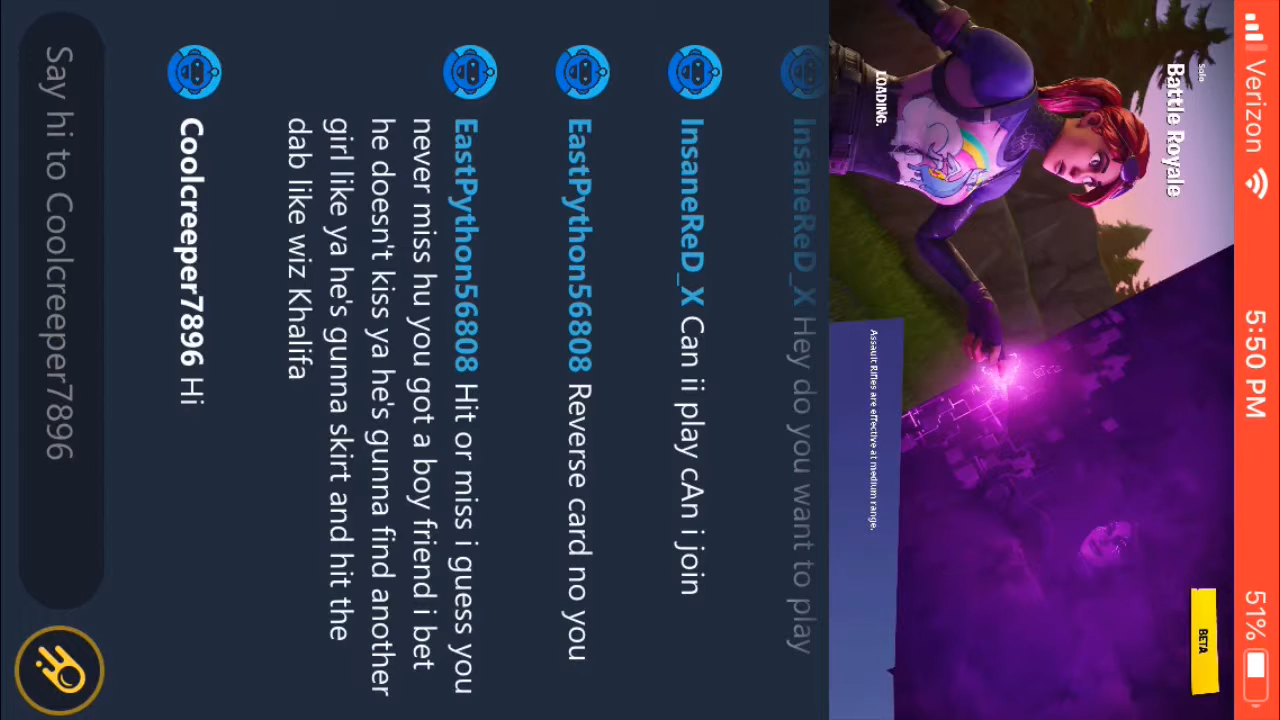 Verizon 5:50 PM 51%
Solo
Battle Royale
BETA
LOADING.
Assault Rifles are effective at medium range.
InsaneReD_X Hey do you want to play
InsaneReD_X Can ii play cAn i join
EastPython56808 Reverse card no you
EastPython56808 Hit or miss i guess you
never miss hu you got a boy friend i bet
he doesn't kiss ya he's gunna find another
girl like ya he's gunna skirt and hit the
dab like wiz Khalifa
Coolcreeper7896 Hi
Say hi to Coolcreeper7896